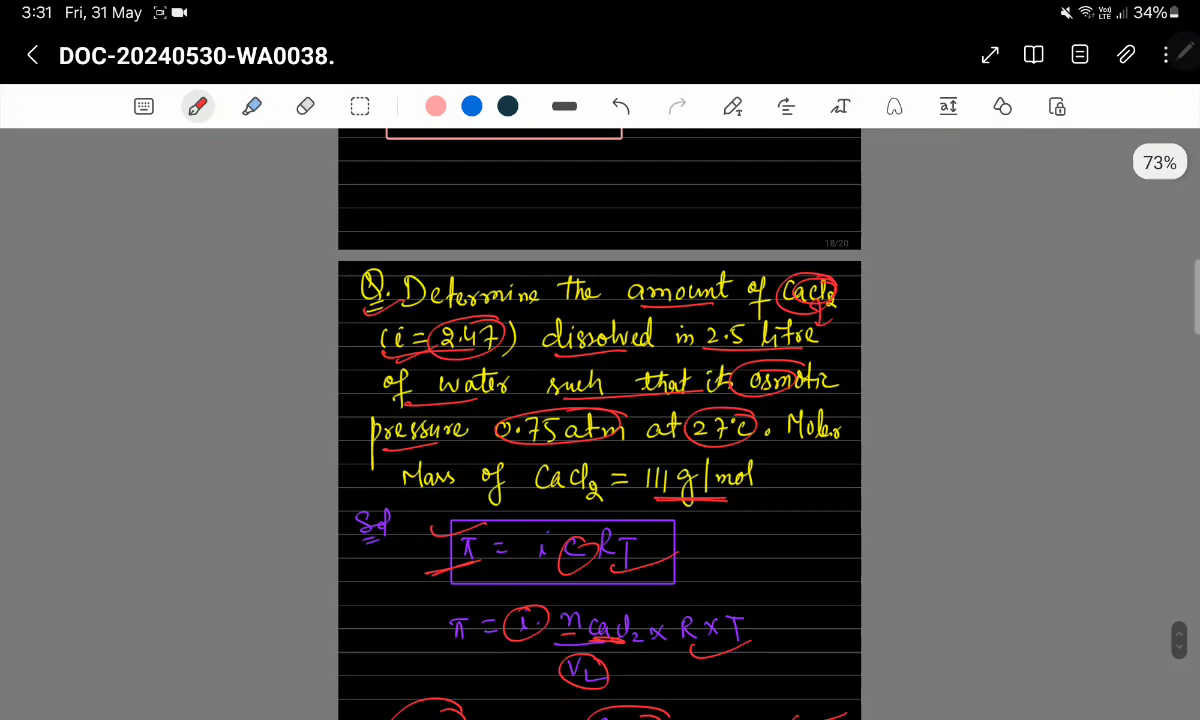 3:31 Fri, 31 May
34%
DOC-20240530-WA0038.
73%
18/20
Q. Determine the amount of CaCl2
(i = 2.47) dissolved in 2.5 litre
of water such that its osmotic
pressure 0.75 atm at 27°C. Molar
Mass of CaCl2 = 111 g/mol
Sol
π = i C R T
π = i . nCaCl2 × R × T
VL